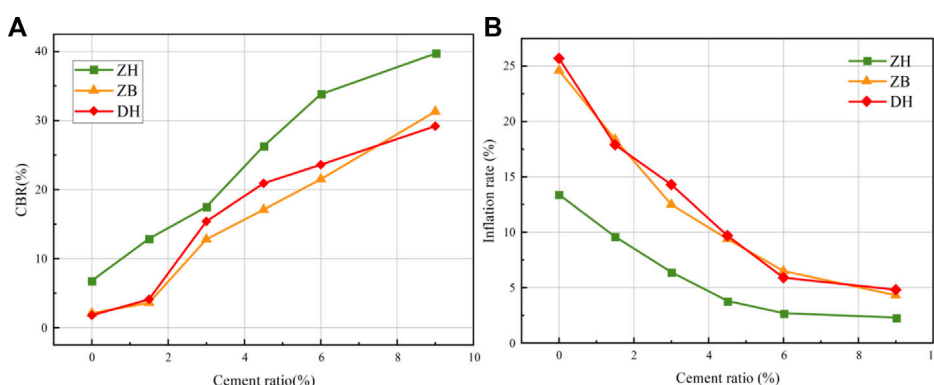 A
CBR(%)
40
30
20
10
0
ZH
ZB
DH
0 2 4 6 8 10
Cement ratio(%)
B
Inflation rate (%)
25
20
15
10
5
0
ZH
ZB
DH
0 2 4 6 8 1
Cement ratio (%)